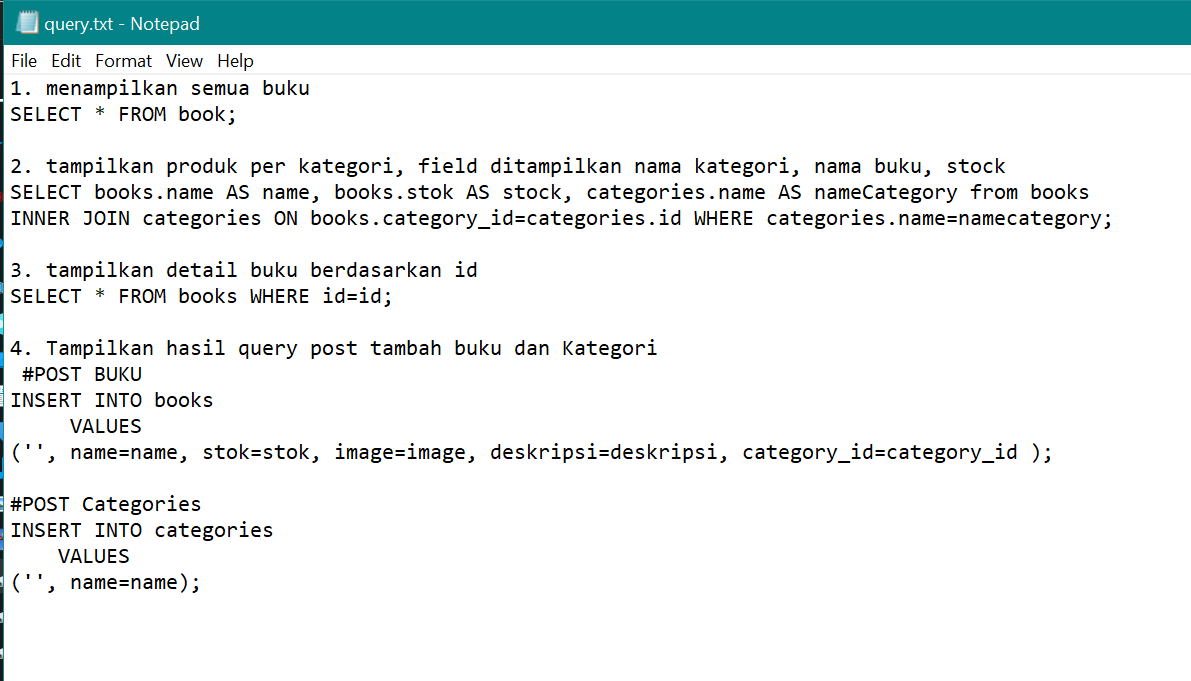 query.txt - Notepad
File Edit Format View Help
1. menampilkan semua buku
SELECT * FROM book;
2. tampilkan produk per kategori, field ditampilkan nama kategori, nama buku, stock
SELECT books.name AS name, books.stok AS stock, categories.name AS nameCategory from books
INNER JOIN categories ON books.category_id=categories.id WHERE categories.name=namecategory;
3. tampilkan detail buku berdasarkan id
SELECT * FROM books WHERE id=id;
4. Tampilkan hasil query post tambah buku dan Kategori
#POST BUKU
INSERT INTO books
VALUES
('', name=name, stok=stok, image=image, deskripsi=deskripsi, category_id=category_id );
#POST Categories
INSERT INTO categories
VALUES
('', name=name);